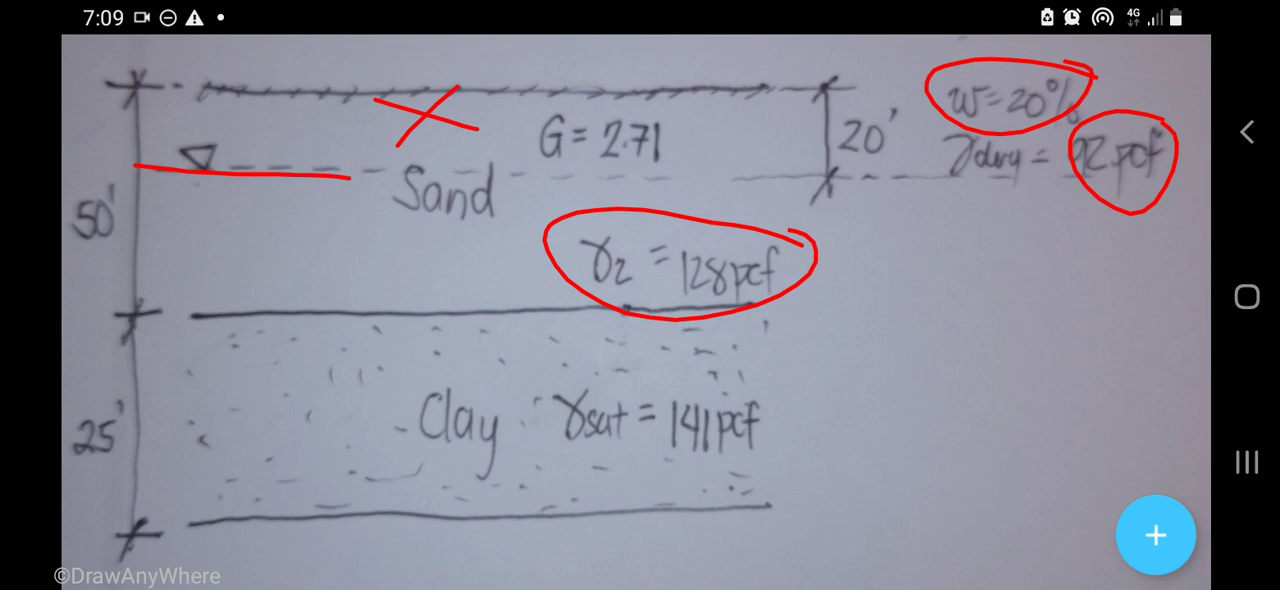 7:09
4G
w=20%
G=2.71
20'
γdry = 92 pcf
Sand
50'
γ2 = 128 pcf
Clay γsat = 141 pcf
25'
+
©DrawAnyWhere